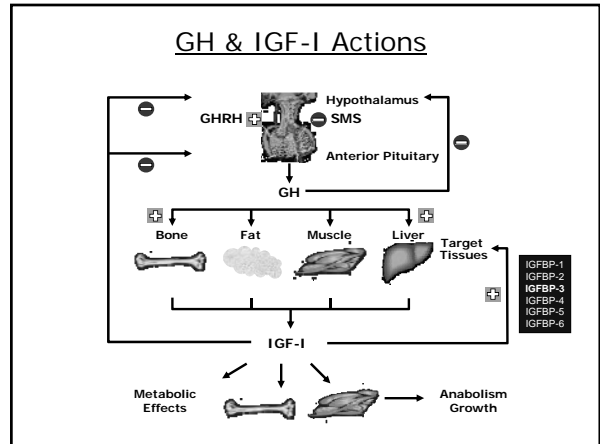 GH & IGF-I Actions
Hypothalamus
GHRH
SMS
Anterior Pituitary
GH
Bone Fat Muscle Liver
Target
Tissues
IGFBP-1
IGFBP-2
IGFBP-3
IGFBP-4
IGFBP-5
IGFBP-6
IGF-I
Metabolic
Effects
Anabolism
Growth